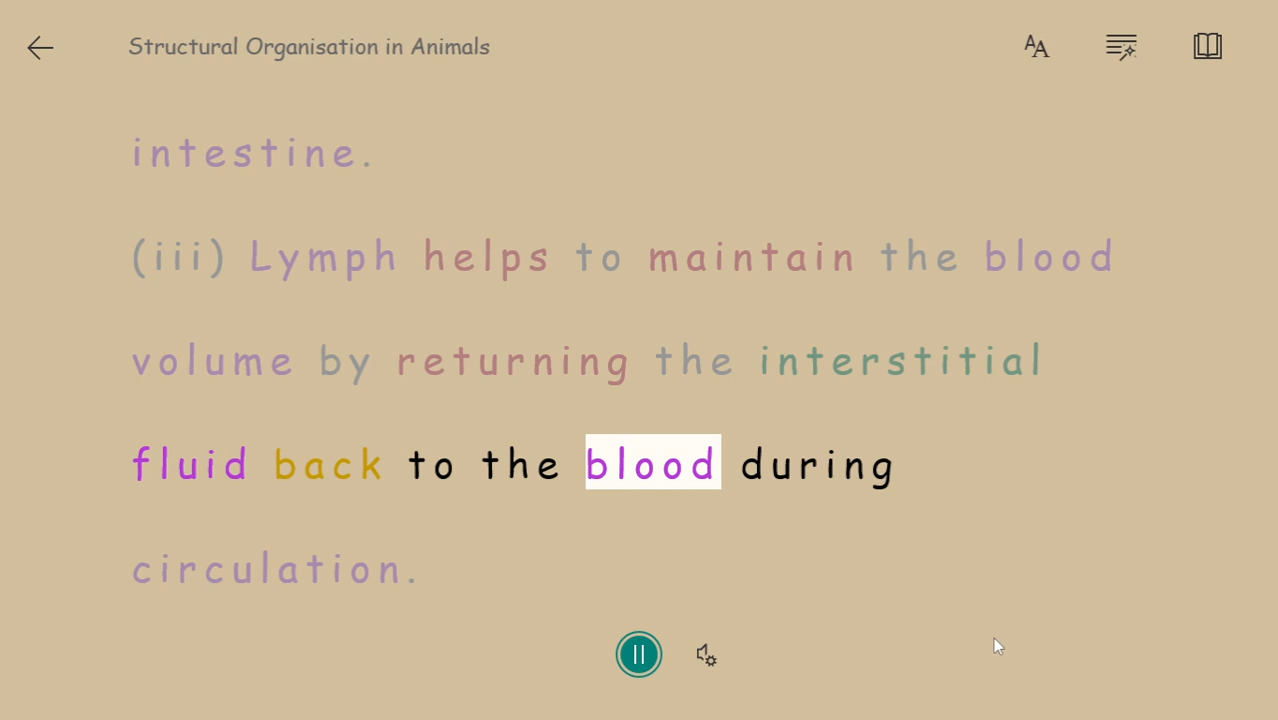 Structural Organisation in Animals
intestine.
(iii) Lymph helps to maintain the blood
volume by returning the interstitial
fluid back to the blood during
circulation.